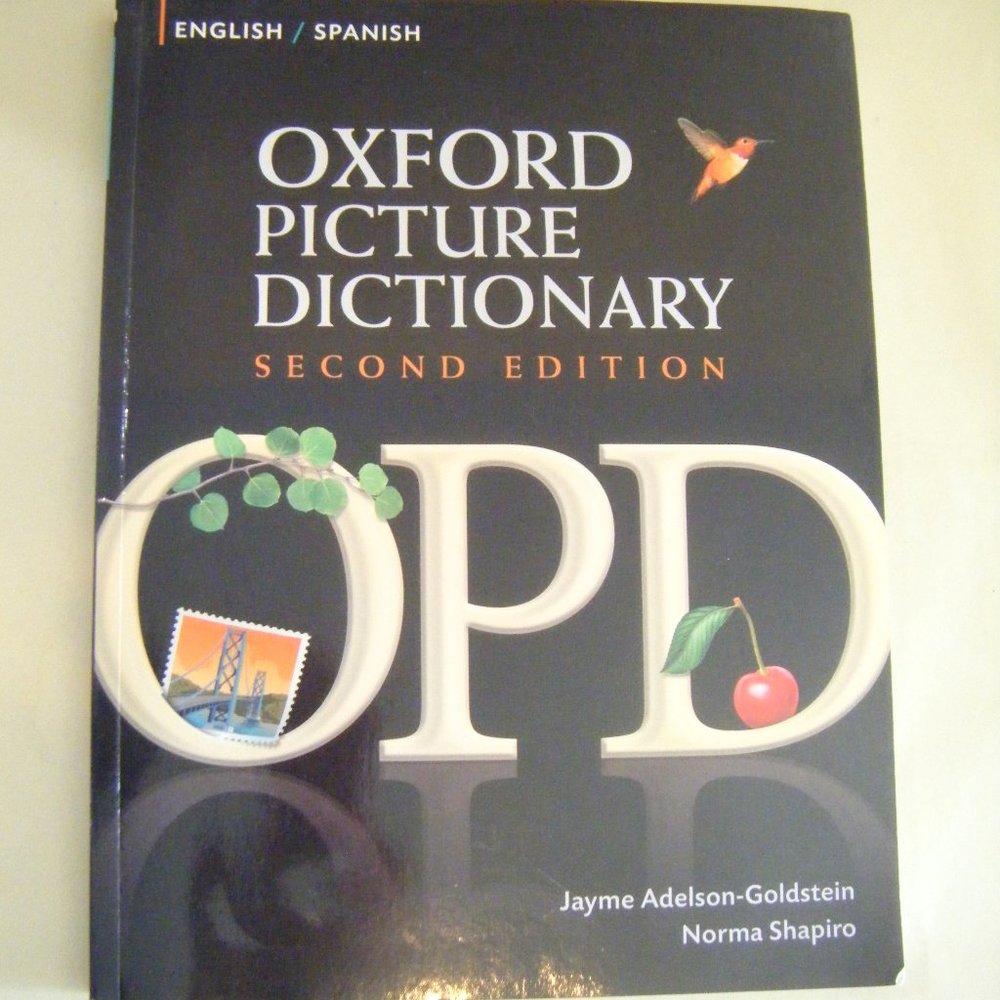 ENGLISH / SPANISH
OXFORD
PICTURE
DICTIONARY
SECOND EDITION
OPD
Jayme Adelson-Goldstein
Norma Shapiro